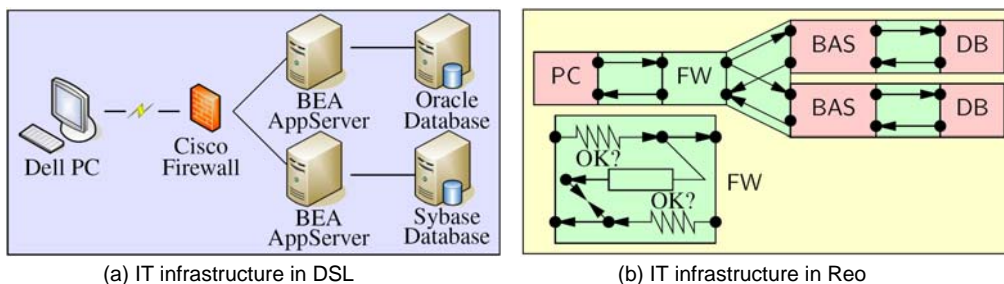 Dell PC
Cisco
Firewall
BEA
AppServer
Oracle
Database
BEA
AppServer
Sybase
Database
(a) IT infrastructure in DSL
PC
FW
BAS
DB
BAS
DB
OK?
OK?
FW
(b) IT infrastructure in Reo